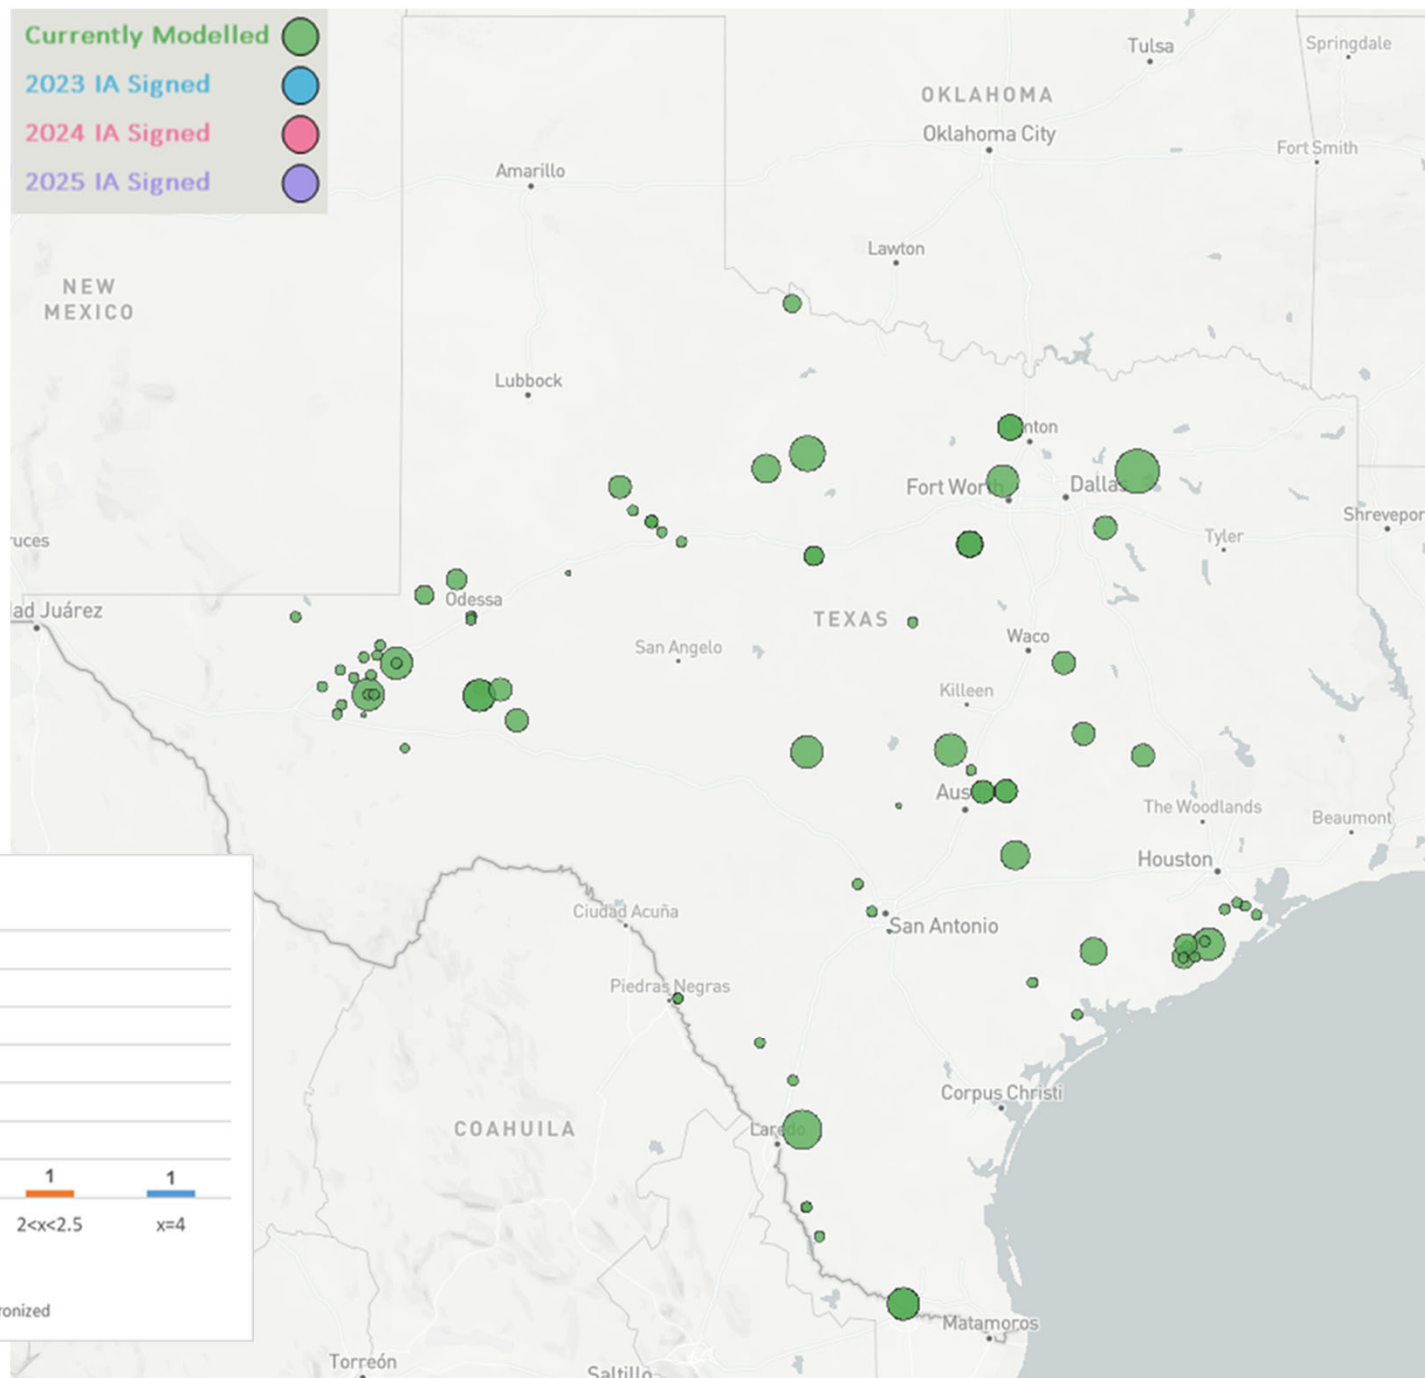 Currently Modelled
2023 IA Signed
2024 IA Signed
2025 IA Signed
Tulsa
Springdale
OKLAHOMA
Oklahoma City
Fort Smith
Amarillo
Lawton
NEW
MEXICO
Lubbock
nton
Fort Worth
Dallas
Shrevepor
Tyler
ruces
Odessa
dad Juárez
TEXAS
Waco
San Angelo
Killeen
Aus
The Woodlands
Beaumont
Houston
Ciudad Acuña
San Antonio
Piedras Negras
Corpus Christi
COAHUILA
Laredo
1
1
2<x<2.5
x=4
ronized
Matamoros
Torreón
Saltillo